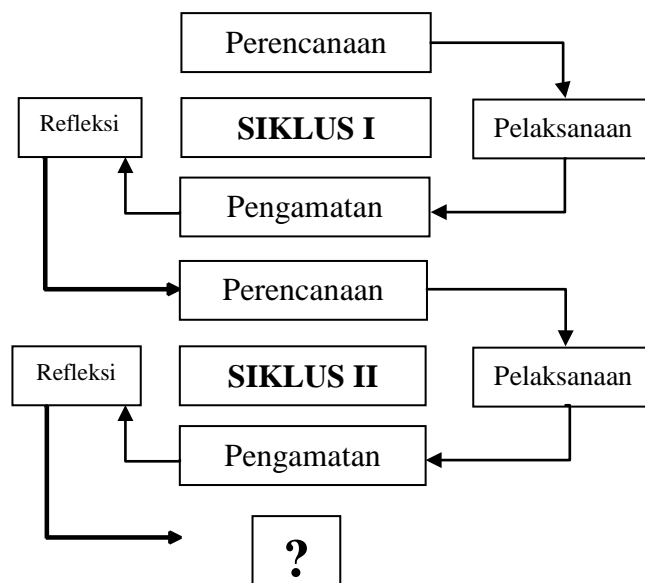 Perencanaan
Refleksi
SIKLUS I
Pelaksanaan
Pengamatan
Perencanaan
Refleksi
SIKLUS II
Pelaksanaan
Pengamatan
?